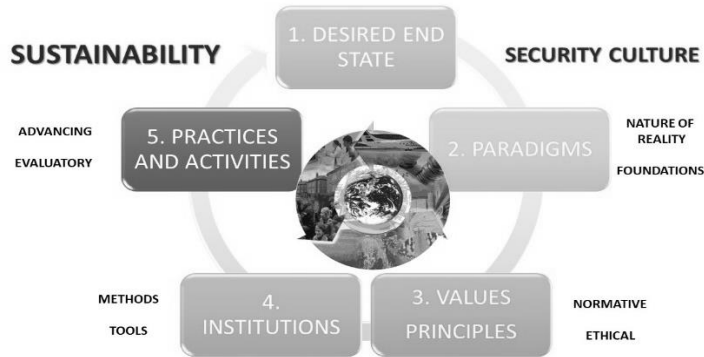 SUSTAINABILITY
1. DESIRED END
STATE
SECURITY CULTURE
ADVANCING
EVALUATORY
5. PRACTICES
AND ACTIVITIES
2. PARADIGMS
NATURE OF
REALITY
FOUNDATIONS
METHODS
TOOLS
4.
INSTITUTIONS
3. VALUES
PRINCIPLES
NORMATIVE
ETHICAL